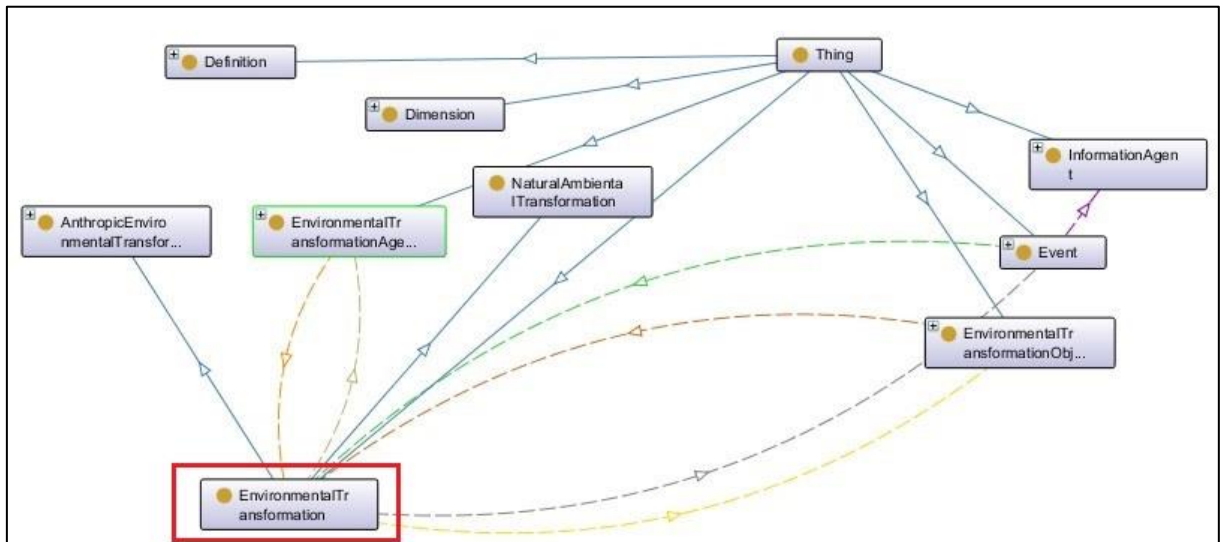 Thing
Definition
Dimension
InformationAgen
t
NaturalAmbienta
lTransformation
AnthropicEnviro
nmentalTransfor...
EnvironmentalTr
ansformationAge...
Event
EnvironmentalTr
ansformationObj...
EnvironmentalTr
ansformation